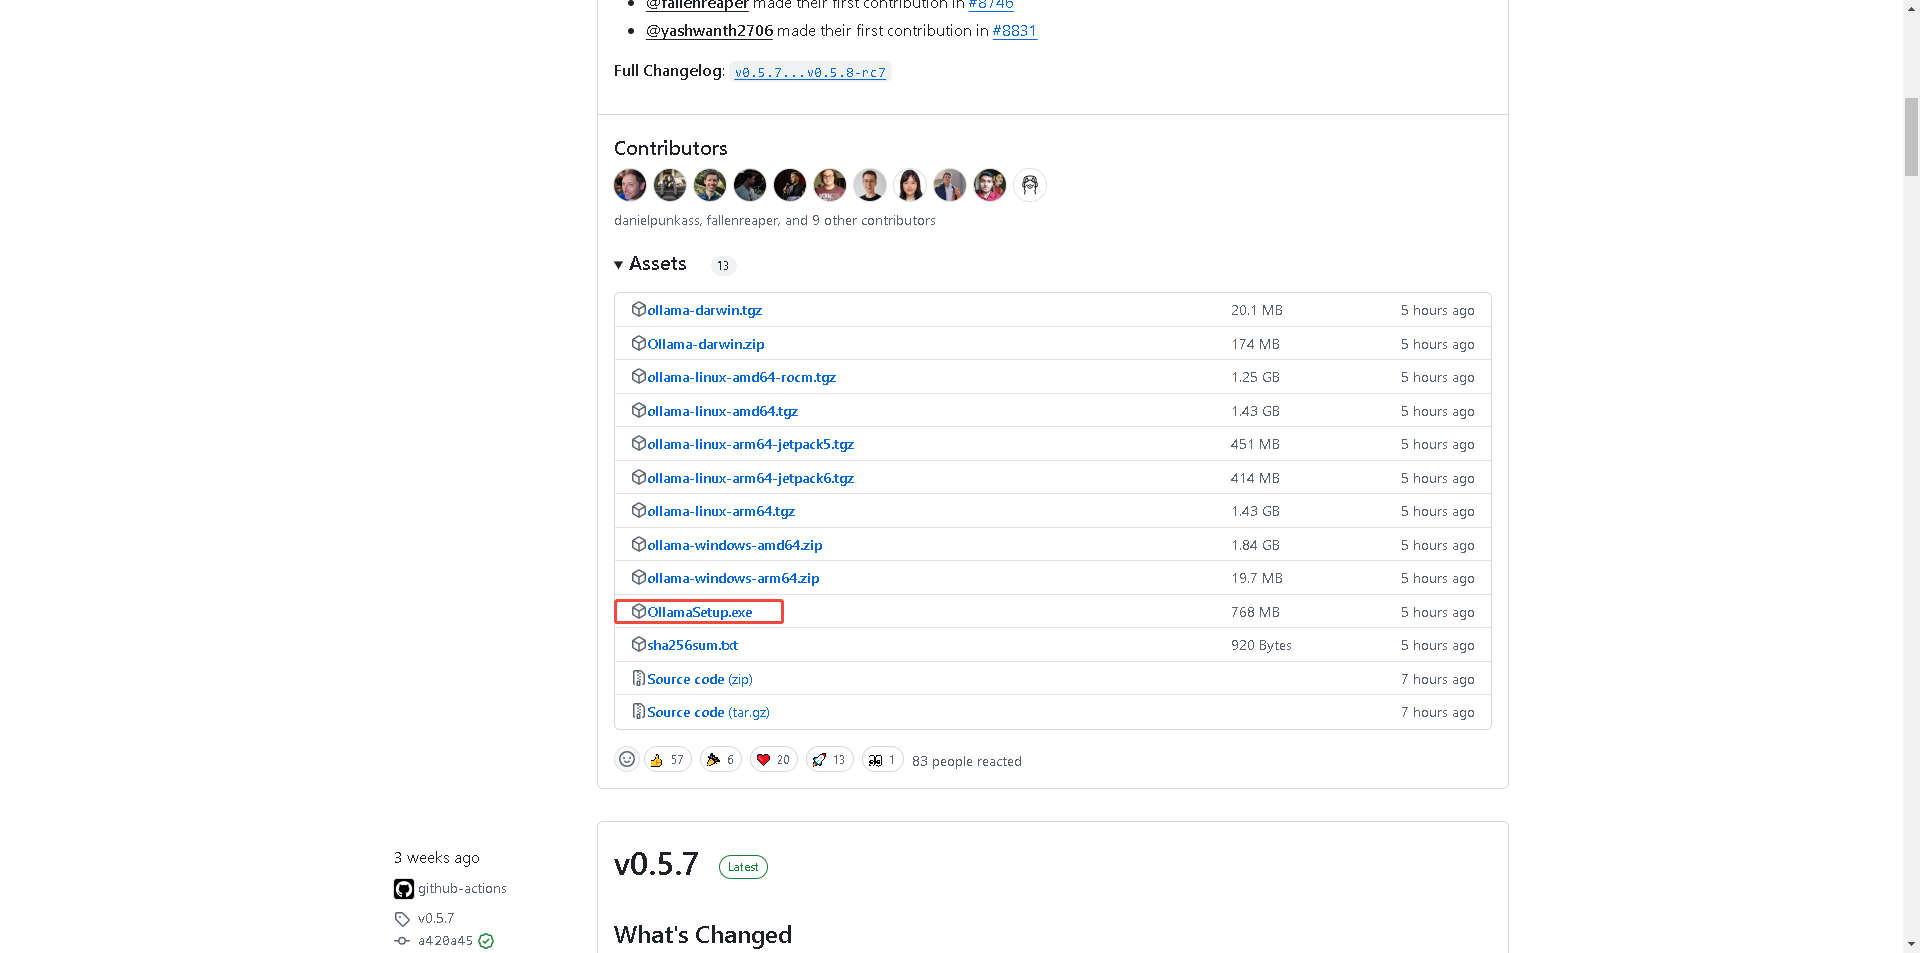 @fallenreaper made their first contribution in #8746
@yashwanth2706 made their first contribution in #8831
Full Changelog: v0.5.7...v0.5.8-rc7
Contributors
danielpunkass, fallenreaper, and 9 other contributors
Assets 13
ollama-darwin.tgz 20.1 MB 5 hours ago
Ollama-darwin.zip 174 MB 5 hours ago
ollama-linux-amd64-rocm.tgz 1.25 GB 5 hours ago
ollama-linux-amd64.tgz 1.43 GB 5 hours ago
ollama-linux-arm64-jetpack5.tgz 451 MB 5 hours ago
ollama-linux-arm64-jetpack6.tgz 414 MB 5 hours ago
ollama-linux-arm64.tgz 1.43 GB 5 hours ago
ollama-windows-amd64.zip 1.84 GB 5 hours ago
ollama-windows-arm64.zip 19.7 MB 5 hours ago
OllamaSetup.exe 768 MB 5 hours ago
sha256sum.txt 920 Bytes 5 hours ago
Source code (zip) 7 hours ago
Source code (tar.gz) 7 hours ago
57 6 20 13 1 83 people reacted
3 weeks ago
github-actions
v0.5.7
a420a45
v0.5.7 Latest
What's Changed